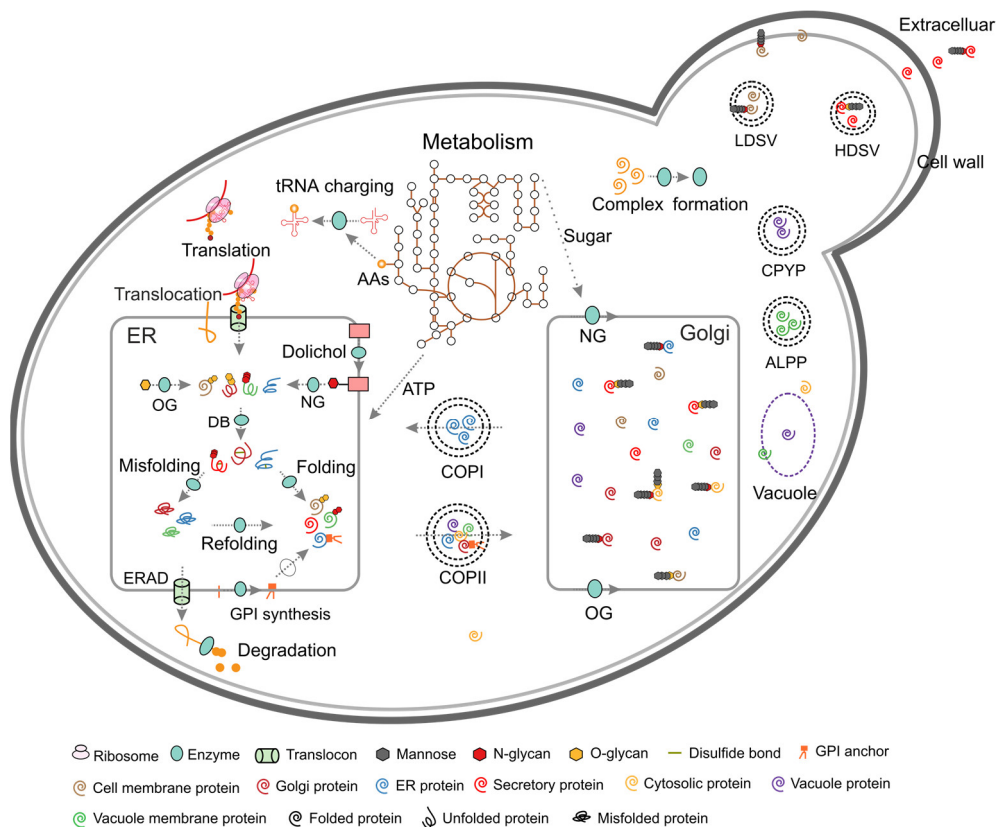 Extracelluar
LDSV
HDSV
Cell wall
Metabolism
tRNA charging
Complex formation
Translation
Sugar
AAs
CPYP
Translocation
ER
Dolichol
NG
Golgi
ALPP
OG
NG
ATP
DB
Misfolding
Folding
COPI
Vacuole
Refolding
ERAD
COPII
GPI synthesis
OG
Degradation
Ribosome
Enzyme
Translocon
Mannose
N-glycan
O-glycan
Disulfide bond
GPI anchor
Cell membrane protein
Golgi protein
ER protein
Secretory protein
Cytosolic protein
Vacuole protein
Vacuole membrane protein
Folded protein
Unfolded protein
Misfolded protein